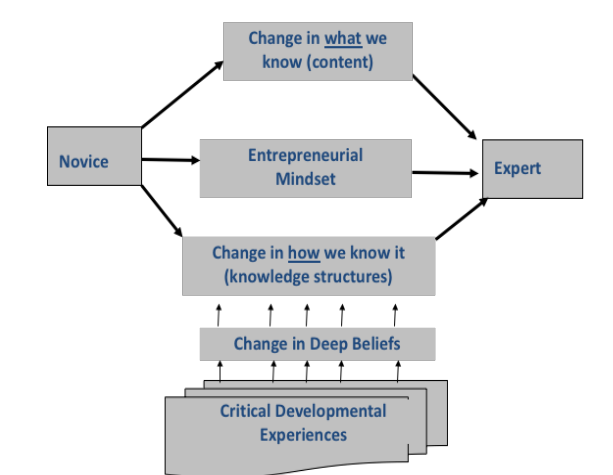 Change in what we
know (content)
Novice
Entrepreneurial
Mindset
Expert
Change in how we know it
(knowledge structures)
Change in Deep Beliefs
Critical Developmental
Experiences